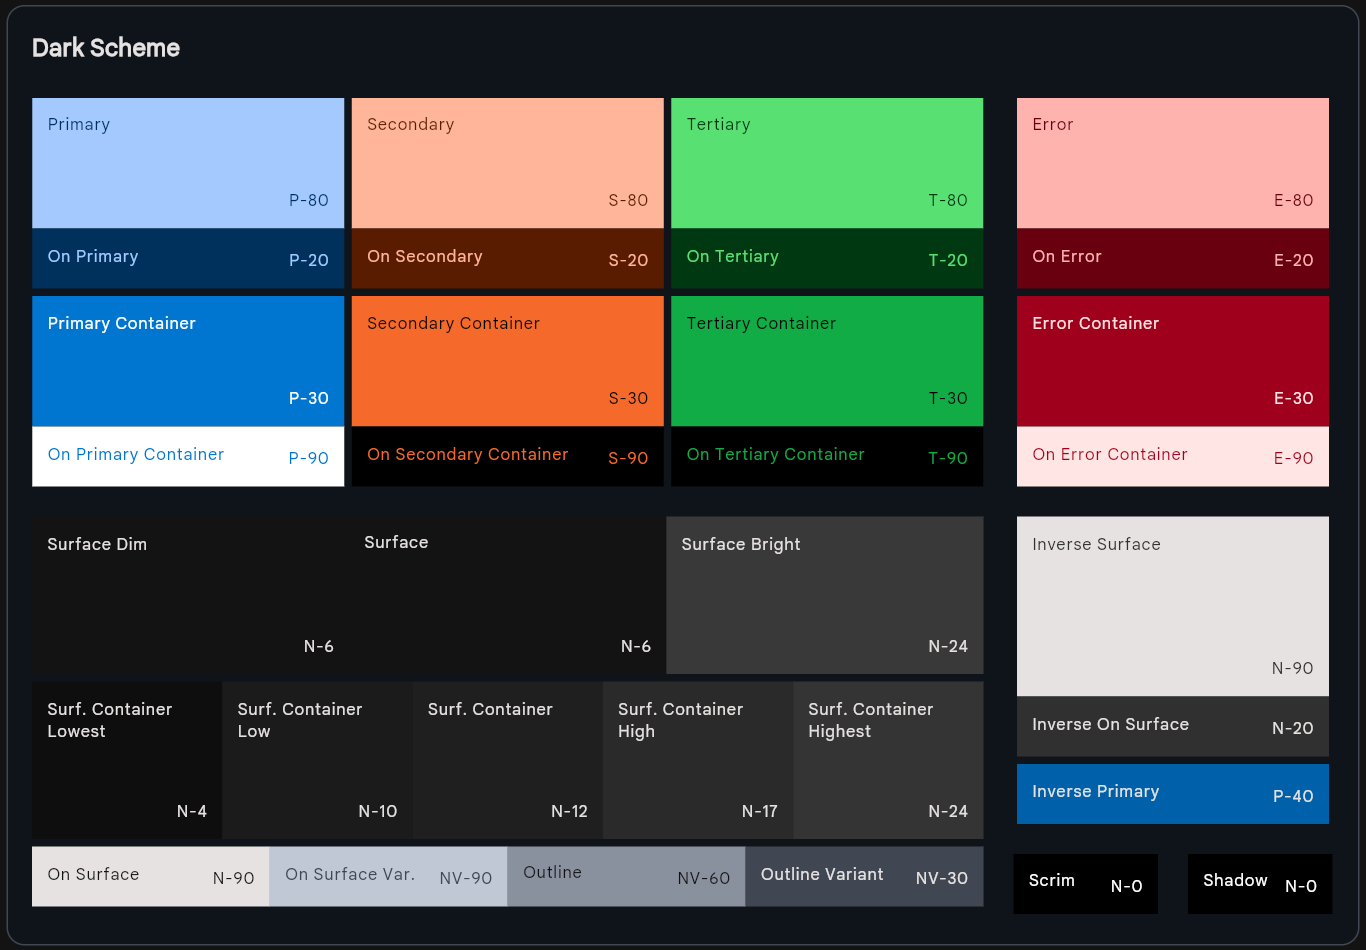 Dark Scheme
Primary
P-80
Secondary
S-80
Tertiary
T-80
Error
E-80
On Primary
P-20
On Secondary
S-20
On Tertiary
T-20
On Error
E-20
Primary Container
P-30
Secondary Container
S-30
Tertiary Container
T-30
Error Container
E-30
On Primary Container
P-90
On Secondary Container
S-90
On Tertiary Container
T-90
On Error Container
E-90
Surface Dim
N-6
Surface
N-6
Surface Bright
N-24
Inverse Surface
N-90
Surf. Container
Lowest
N-4
Surf. Container
Low
N-10
Surf. Container
N-12
Surf. Container
High
N-17
Surf. Container
Highest
N-24
Inverse On Surface
N-20
Inverse Primary
P-40
On Surface
N-90
On Surface Var.
NV-90
Outline
NV-60
Outline Variant
NV-30
Scrim
N-0
Shadow
N-0